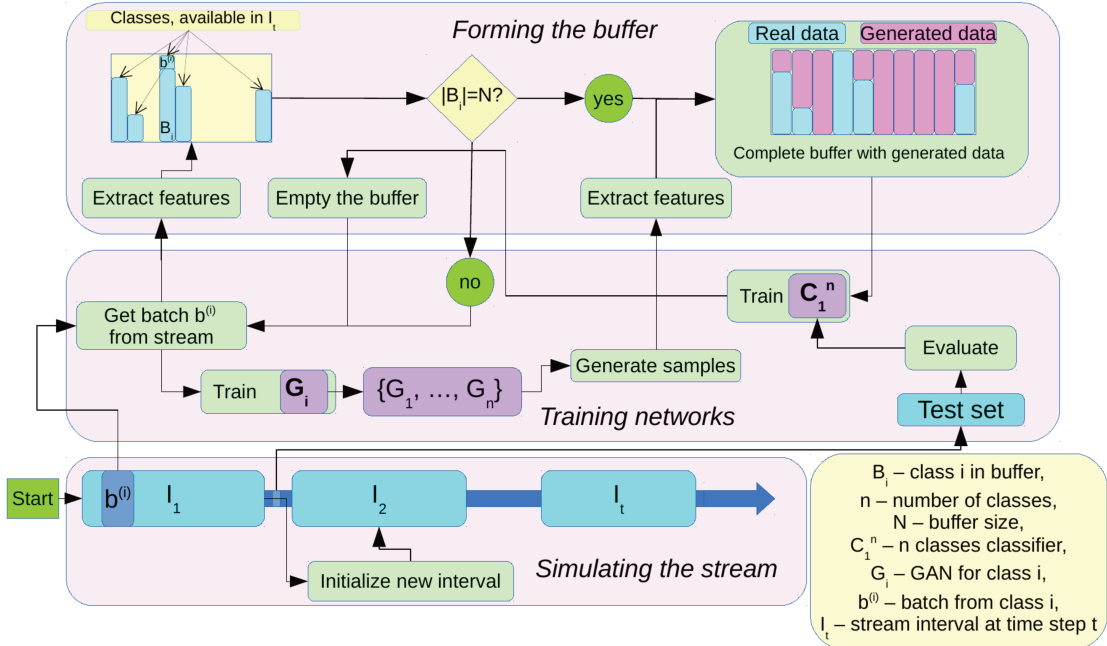 Classes, available in I_t
Forming the buffer
b^(i)
B_i
|B_i|=N?
yes
Real data
Generated data
Complete buffer with generated data
Extract features
Empty the buffer
Extract features
no
Train C_1^n
Get batch b^(i)
from stream
Evaluate
Generate samples
Train G_i
{G_1, ..., G_n}
Training networks
Test set
Start
b^(i)
I_1
I_2
I_t
Initialize new interval
Simulating the stream
B_i – class i in buffer,
n – number of classes,
N – buffer size,
C_1^n – n classes classifier,
G_i – GAN for class i,
b^(i) – batch from class i,
I_t – stream interval at time step t